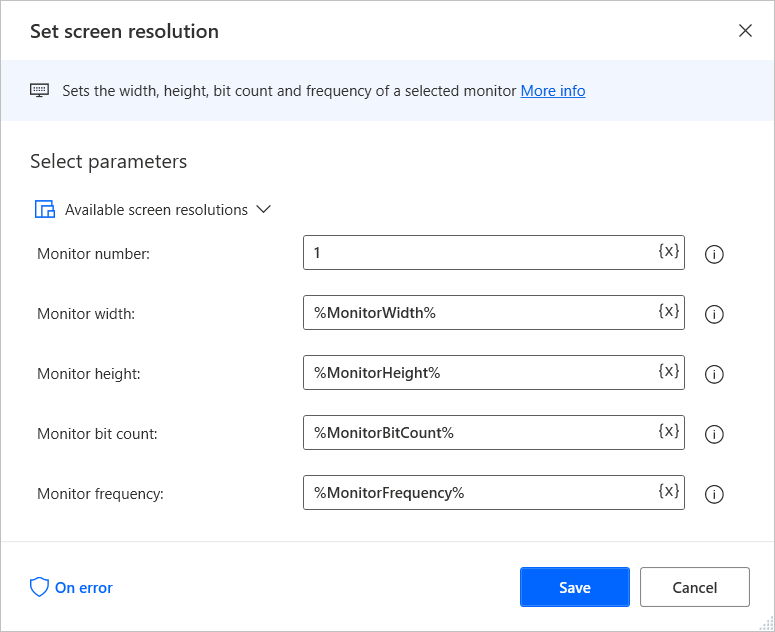 Set screen resolution
Sets the width, height, bit count and frequency of a selected monitor More info
Select parameters
Available screen resolutions
Monitor number:
1
{x}
Monitor width:
%MonitorWidth%
{x}
Monitor height:
%MonitorHeight%
{x}
Monitor bit count:
%MonitorBitCount%
{x}
Monitor frequency:
%MonitorFrequency%
{x}
On error
Save
Cancel